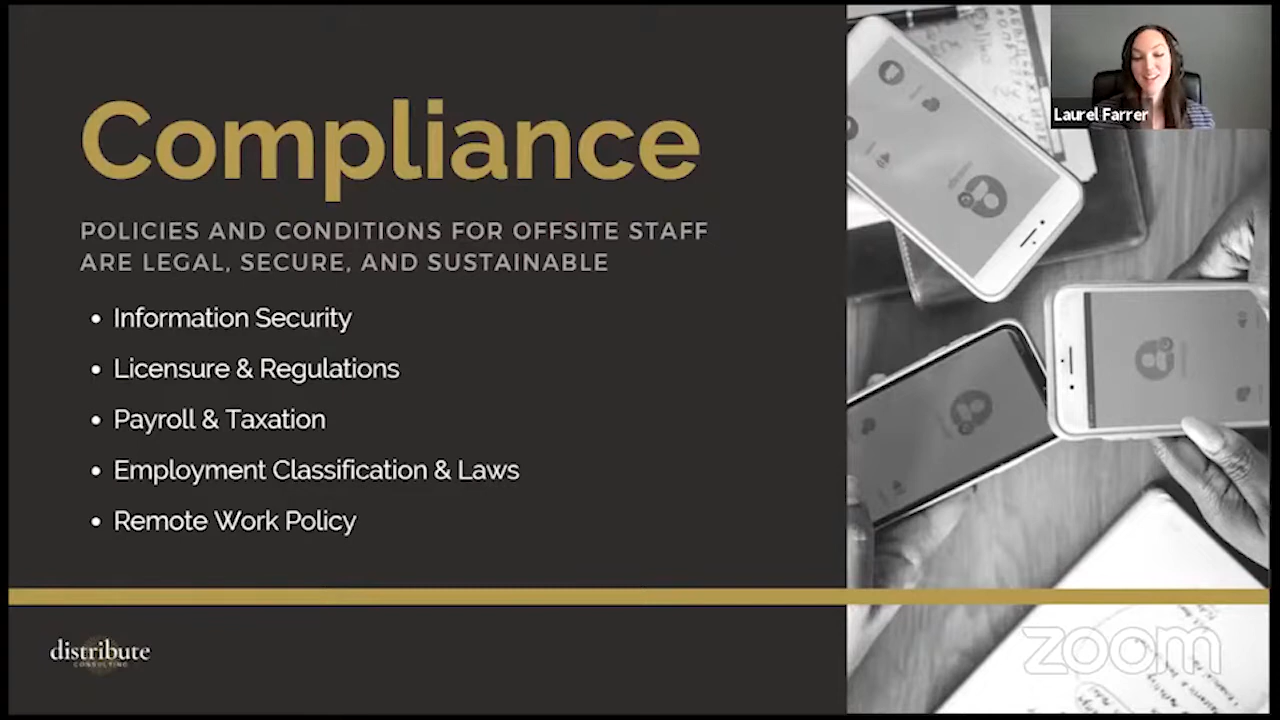 Compliance
POLICIES AND CONDITIONS FOR OFFSITE STAFF
ARE LEGAL, SECURE, AND SUSTAINABLE
• Information Security
• Licensure & Regulations
• Payroll & Taxation
• Employment Classification & Laws
• Remote Work Policy
distribute
CONSULTING
Laurel Farrer
zoom